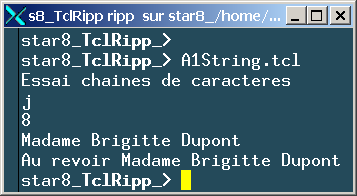 s8_TclRipp ripp sur star8_/home/...
star8_TclRipp_>
star8_TclRipp_> A1String.tcl
Essai chaines de caracteres
j
8
Madame Brigitte Dupont
Au revoir Madame Brigitte Dupont
star8_TclRipp_>